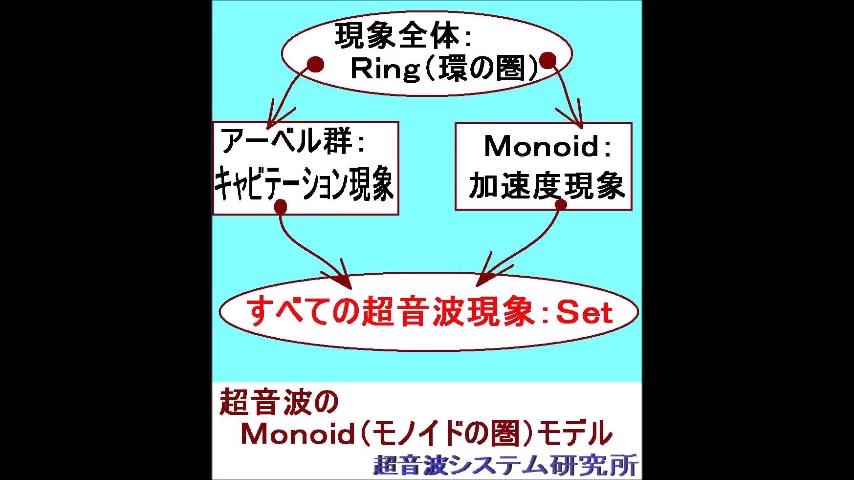 現象全体：
Ring（環の圏）
アーベル群：
キャビテーション現象
Monoid：
加速度現象
すべての超音波現象：Set
超音波の
Monoid（モノイドの圏）モデル
超音波システム研究所